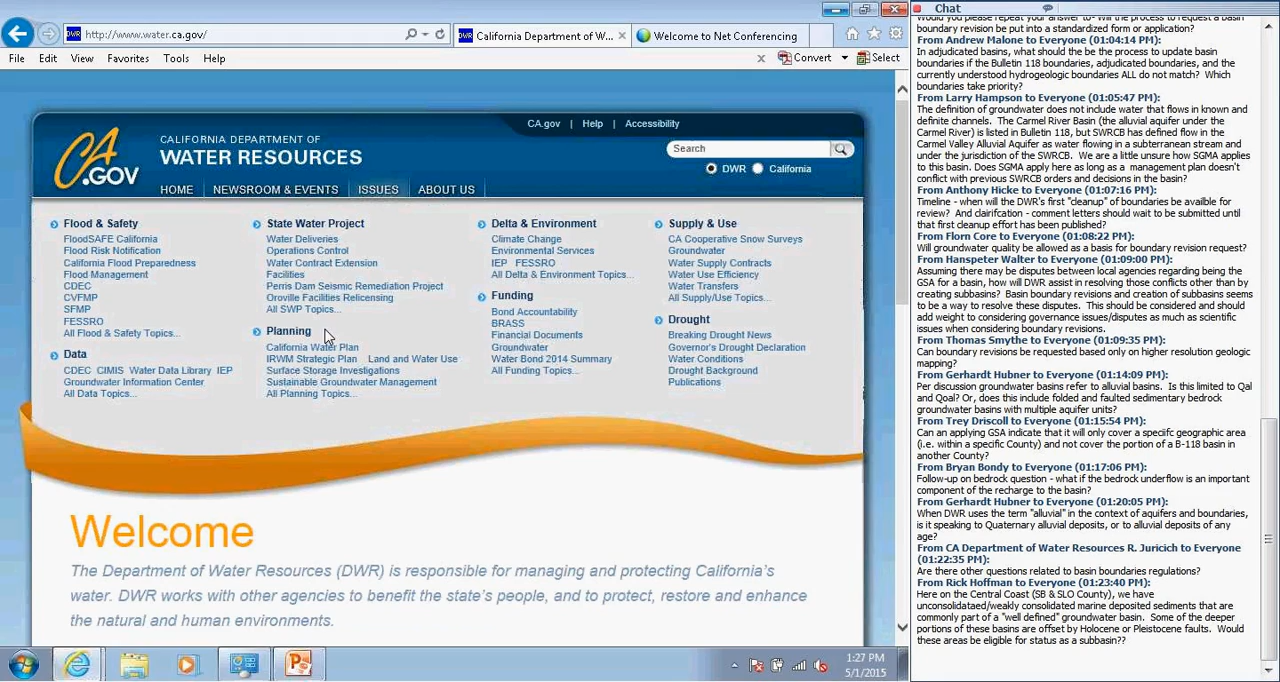 http://www.water.ca.gov/
California Department of W...
Welcome to Net Conferencing
File Edit View Favorites Tools Help
x Convert Select
CA.gov | Help | Accessibility
CALIFORNIA DEPARTMENT OF
WATER RESOURCES
CA
.GOV
Search
DWR California
HOME NEWSROOM & EVENTS ISSUES ABOUT US
Flood & Safety
FloodSAFE California
Flood Risk Notification
California Flood Preparedness
Flood Management
CDEC
CVFMP
SFMP
FESSRO
All Flood & Safety Topics...
Data
CDEC CIMIS Water Data Library IEP
Groundwater Information Center
All Data Topics...
State Water Project
Water Deliveries
Operations Control
Water Contract Extension
Facilities
Perris Dam Seismic Remediation Project
Oroville Facilities Relicensing
All SWP Topics...
Planning
California Water Plan
IRWM Strategic Plan Land and Water Use
Surface Storage Investigations
Sustainable Groundwater Management
All Planning Topics...
Delta & Environment
Climate Change
Environmental Services
IEP FESSRO
All Delta & Environment Topics...
Funding
Bond Accountability
BRASS
Financial Documents
Groundwater
Water Bond 2014 Summary
All Funding Topics...
Supply & Use
CA Cooperative Snow Surveys
Groundwater
Water Supply Contracts
Water Use Efficiency
Water Transfers
All Supply/Use Topics...
Drought
Breaking Drought News
Governor's Drought Declaration
Water Conditions
Drought Background
Publications
Welcome
The Department of Water Resources (DWR) is responsible for managing and protecting California's
water. DWR works with other agencies to benefit the state's people, and to protect, restore and enhance
the natural and human environments.
1:27 PM
5/1/2015
Chat
Would you please repeat your answer to- Will the process to request a basin
boundary revision be put into a standardized form or application?
From Andrew Malone to Everyone (01:04:14 PM):
In adjudicated basins, what should the be the process to update basin
boundaries if the Bulletin 118 boundaries, adjudicated boundaries, and the
currently understood hydrogeologic boundaries ALL do not match? Which
boundaries take priority?
From Larry Hampson to Everyone (01:05:47 PM):
The definition of groundwater does not include water that flows in known and
definite channels. The Carmel River Basin (the alluvial aquifer under the
Carmel River) is listed in Bulletin 118, but SWRCB has defined flow in the
Carmel Valley Alluvial Aquifer as water flowing in a subterranean stream and
under the jurisdiction of the SWRCB. We are a little unsure how SGMA applies
to this basin. Does SGMA apply here as long as a management plan doesn't
conflict with previous SWRCB orders and decisions in the basin?
From Anthony Hicke to Everyone (01:07:16 PM):
Timeline - when will the DWR's first "cleanup" of boundaries be availble for
review? And clairifcation - comment letters should wait to be submitted until
that first cleanup effort has been published?
From Florn Core to Everyone (01:08:22 PM):
Will groundwater quality be allowed as a basis for boundary revision request?
From Hanspeter Walter to Everyone (01:09:00 PM):
Assuming there may be disputes between local agencies regarding being the
GSA for a basin, how will DWR assist in resolving those conflicts other than by
creating subbasins? Basin boundary revisions and creation of subbasins seems
to be a way to resolve these disputes. This should be considered and should
add weight to considering governance issues/disputes as much as scientific
issues when considering boundary revisions.
From Thomas Smythe to Everyone (01:09:35 PM):
Can boundary revisions be requested based only on higher resolution geologic
mapping?
From Gerhardt Hubner to Everyone (01:14:09 PM):
Per discussion groundwater basins refer to alluvial basins. Is this limited to Qal
and Qoal? Or, does this include folded and faulted sedimentary bedrock
groundwater basins with multiple aquifer units?
From Trey Driscoll to Everyone (01:15:54 PM):
Can an applying GSA indicate that it will only cover a speciifc geographic area
(i.e. within a specific County) and not cover the portion of a B-118 basin in
another County?
From Bryan Bondy to Everyone (01:17:06 PM):
Follow-up on bedrock question - what if the bedrock underflow is an important
component of the recharge to the basin?
From Gerhardt Hubner to Everyone (01:20:05 PM):
When DWR uses the term "alluvial" in the context of aquifers and boundaries,
is it speaking to Quaternary alluvial deposits, or to alluvial deposits of any
age?
From CA Department of Water Resources R. Juricich to Everyone
(01:22:35 PM):
Are there other questions related to basin boundaries regulations?
From Rick Hoffman to Everyone (01:23:40 PM):
Here on the Central Coast (SB & SLO County), we have
unconsolidataed/weakly consolidated marine deposited sediments that are
commonly part of a "well defined" groundwater basin. Some of the deeper
portions of these basins are offset by Holocene or Pleistocene faults. Would
these areas be eligible for status as a subbasin??